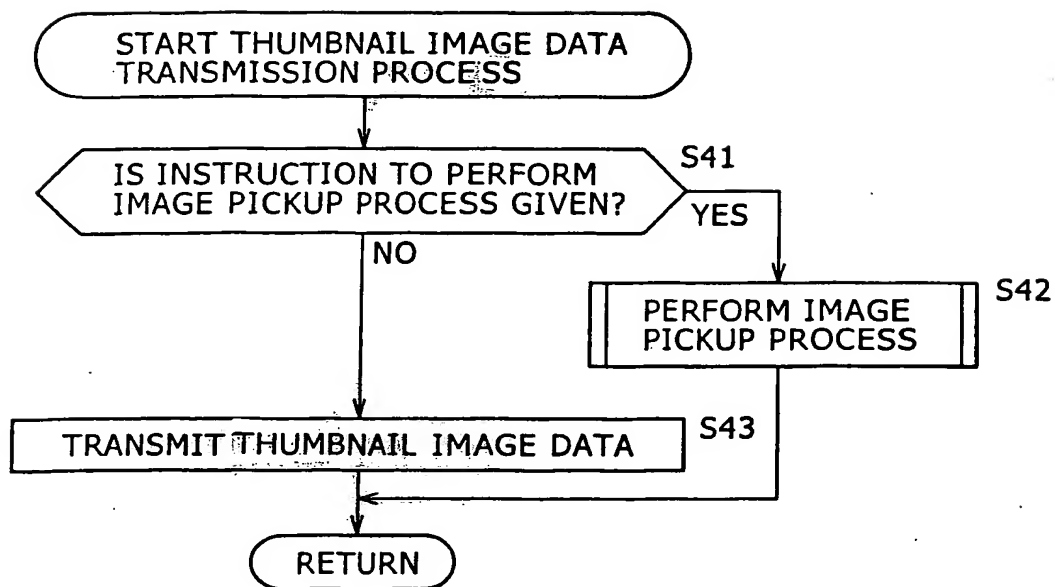 START THUMBNAIL IMAGE DATA
TRANSMISSION PROCESS
IS INSTRUCTION TO PERFORM
IMAGE PICKUP PROCESS GIVEN?
S41
YES
NO
PERFORM IMAGE
PICKUP PROCESS
S42
TRANSMIT THUMBNAIL IMAGE DATA
S43
RETURN